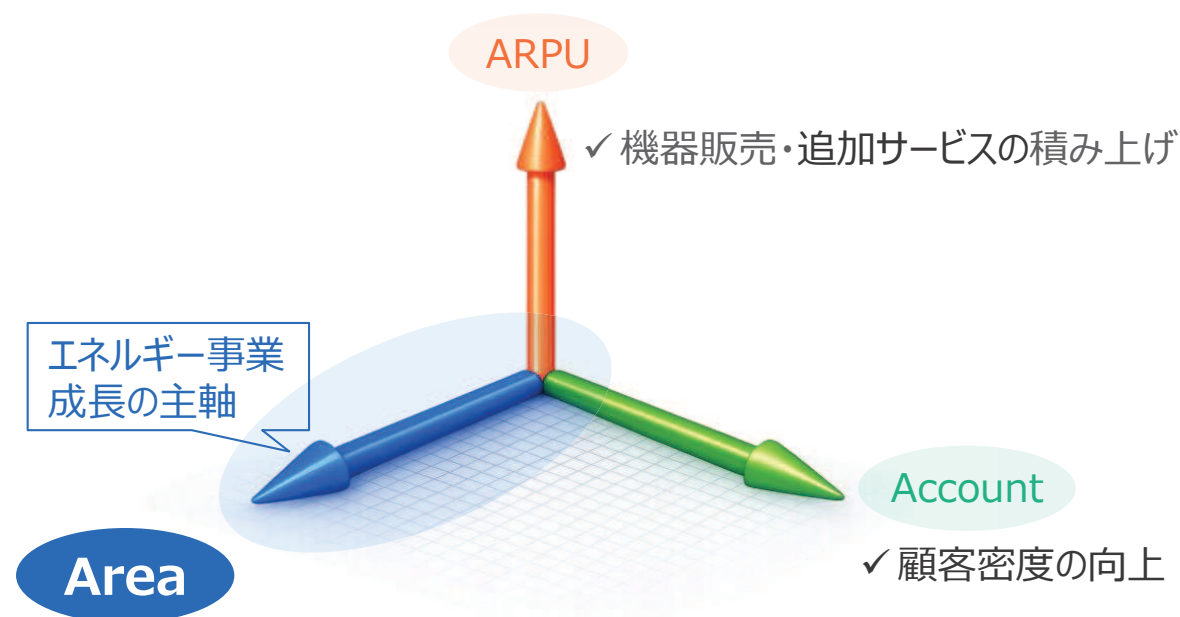 ARPU
✓ 機器販売・追加サービスの積み上げ
エネルギー事業
成長の主軸
Account
Area
✓ 顧客密度の向上